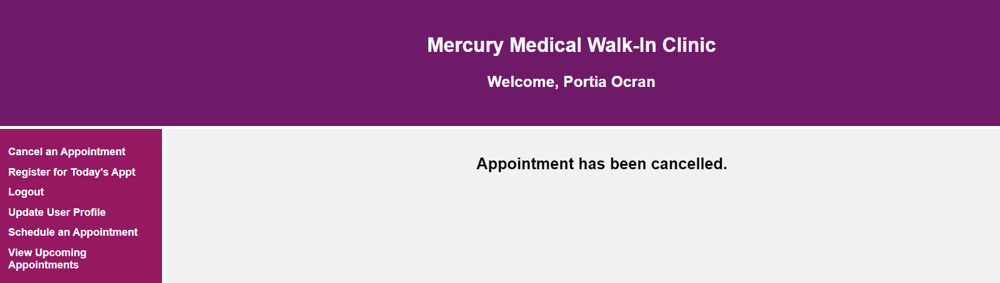 Mercury Medical Walk-In Clinic
Welcome, Portia Ocran
Cancel an Appointment
Register for Today's Appt
Logout
Update User Profile
Schedule an Appointment
View Upcoming
Appointments
Appointment has been cancelled.